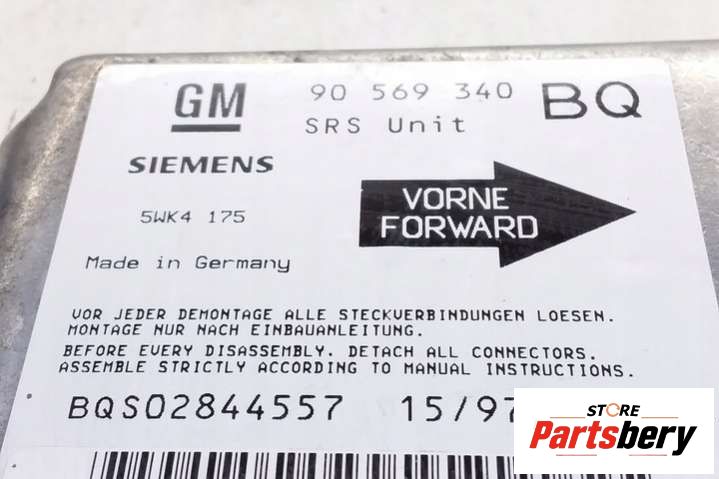 GM
90 569 340 BQ
SRS Unit
SIEMENS
VORNE
FORWARD
5WK4 175
Made in Germany
VOR JEDER DEMONTAGE ALLE STECKVERBINDUNGEN LOESEN.
MONTAGE NUR NACH EINBAUANLEITUNG.
BEFORE EVERY DISASSEMBLY. DETACH ALL CONNECTORS.
ASSEMBLE STRICTLY ACCORDING TO MANUAL INSTRUCTIONS.
BQS02844557 15/97
STORE
Partsbery